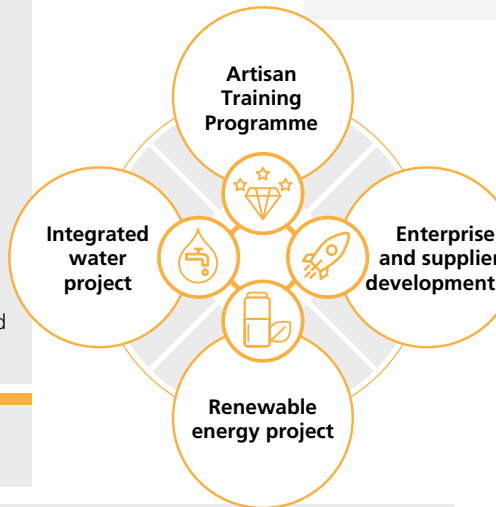 Artisan
Training
Programme
Integrated
water
project
Enterprise
and supplier
development
d
Renewable
energy project